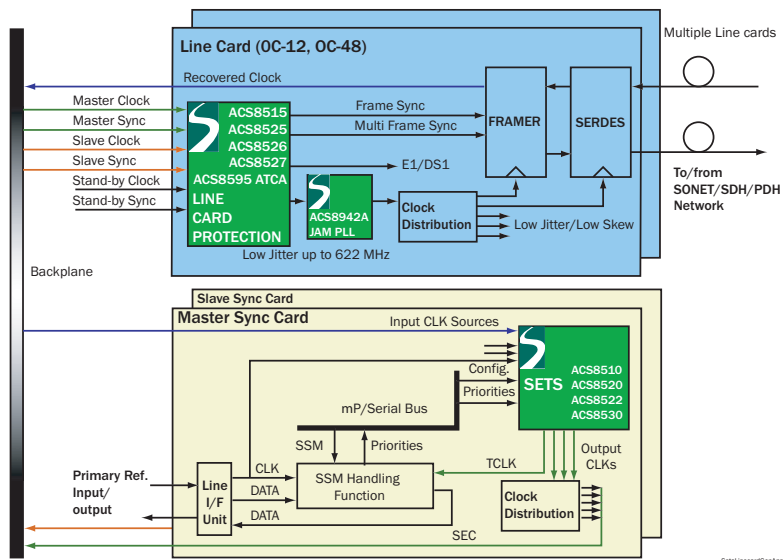 Line Card (OC-12, OC-48)
Multiple Line cards
Recovered Clock
Master Clock
Master Sync
Slave Clock
Slave Sync
Stand-by Clock
Stand-by Sync
ACS8515
ACS8525
ACS8526
ACS8527
ACS8595 ATCA
LINE
CARD
PROTECTION
Frame Sync
Multi Frame Sync
E1/DS1
ACS8942A
JAM PLL
Clock
Distribution
FRAMER
SERDES
Low Jitter/Low Skew
To/from
SONET/SDH/PDH
Network
Low Jitter up to 622 MHz
Backplane
Slave Sync Card
Master Sync Card
Input CLK Sources
Config.
Priorities
SETS
ACS8510
ACS8520
ACS8522
ACS8530
mP/Serial Bus
SSM
Priorities
TCLK
Output
CLKs
Primary Ref.
Input/
output
Line
I/F
Unit
CLK
DATA
DATA
SSM Handling
Function
Clock
Distribution
SEC